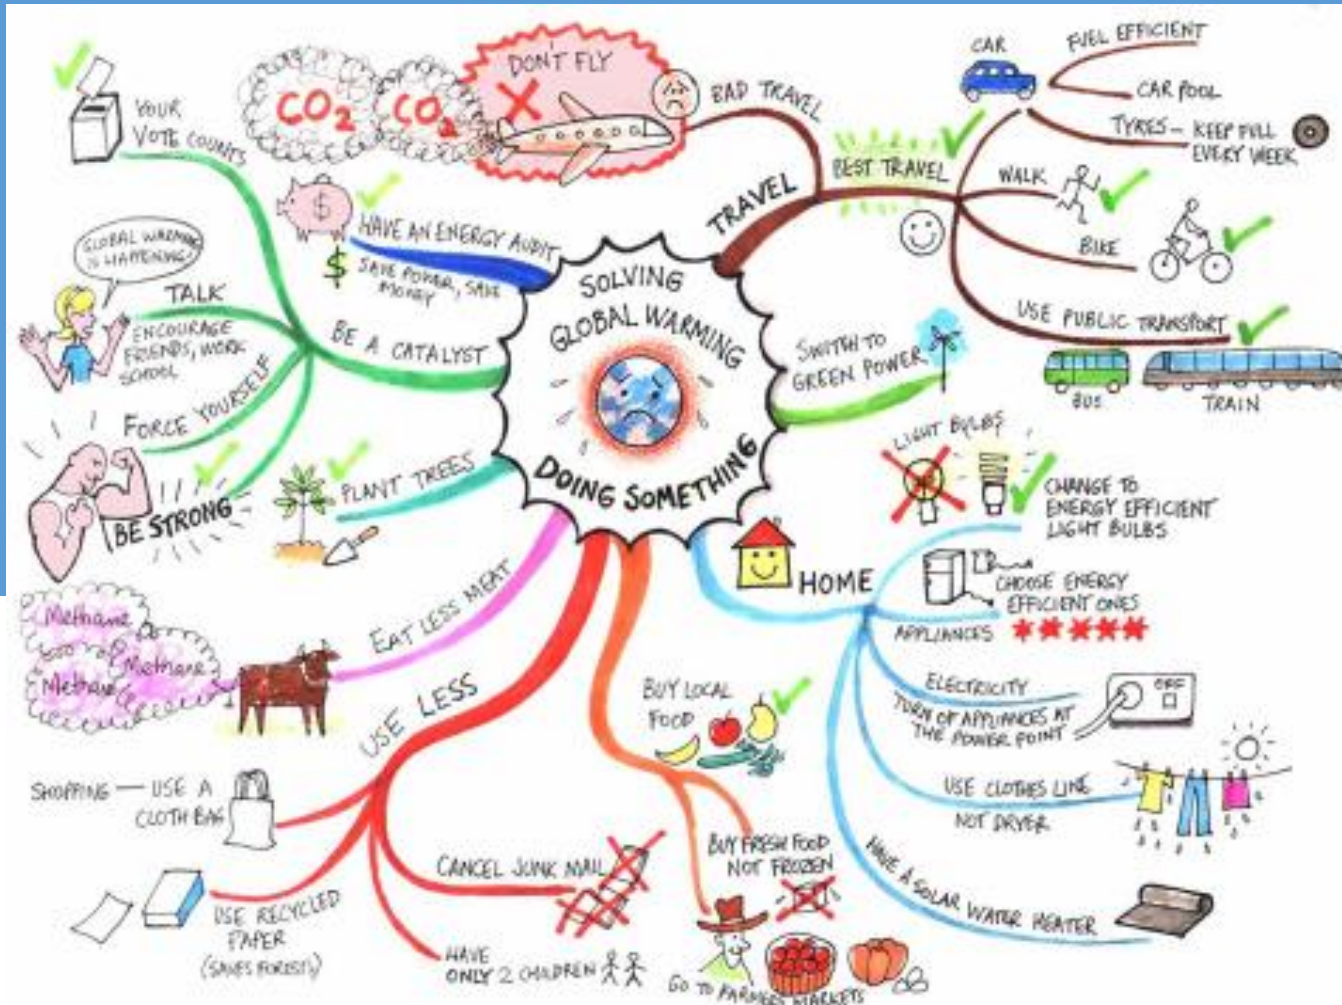 SOLVING
GLOBAL WARMING
DOING SOMETHING
TRAVEL
BAD TRAVEL
DON'T FLY
CO2
CO2
BEST TRAVEL
CAR
FUEL EFFICIENT
CAR POOL
TYRES – KEEP FULL
EVERY WEEK
WALK
BIKE
USE PUBLIC TRANSPORT
BUS
TRAIN
SWITCH TO
GREEN POWER
HOME
LIGHT BULBS
CHANGE TO
ENERGY EFFICIENT
LIGHT BULBS
CHOOSE ENERGY
EFFICIENT ONES
APPLIANCES
ELECTRICITY
TURN OF APPLIANCES AT
THE POWER POINT
OFF
USE CLOTHES LINE
NOT DRYER
HAVE A SOLAR WATER HEATER
BUY LOCAL
FOOD
BUY FRESH FOOD
NOT FROZEN
GO TO FARMERS MARKETS
USE LESS
CANCEL JUNK MAIL
HAVE
ONLY 2 CHILDREN
USE RECYCLED
PAPER
(SAVES FORESTS)
SHOPPING — USE A
CLOTH BAG
EAT LESS MEAT
Methane
Methane
Methane
PLANT TREES
BE A CATALYST
YOUR
VOTE COUNTS
TALK
ENCOURAGE
FRIENDS, WORK
SCHOOL
GLOBAL WARMING
IS HAPPENING!
FORCE YOURSELF
BE STRONG
HAVE AN ENERGY AUDIT
SAVE POWER, SAVE
MONEY
$
$